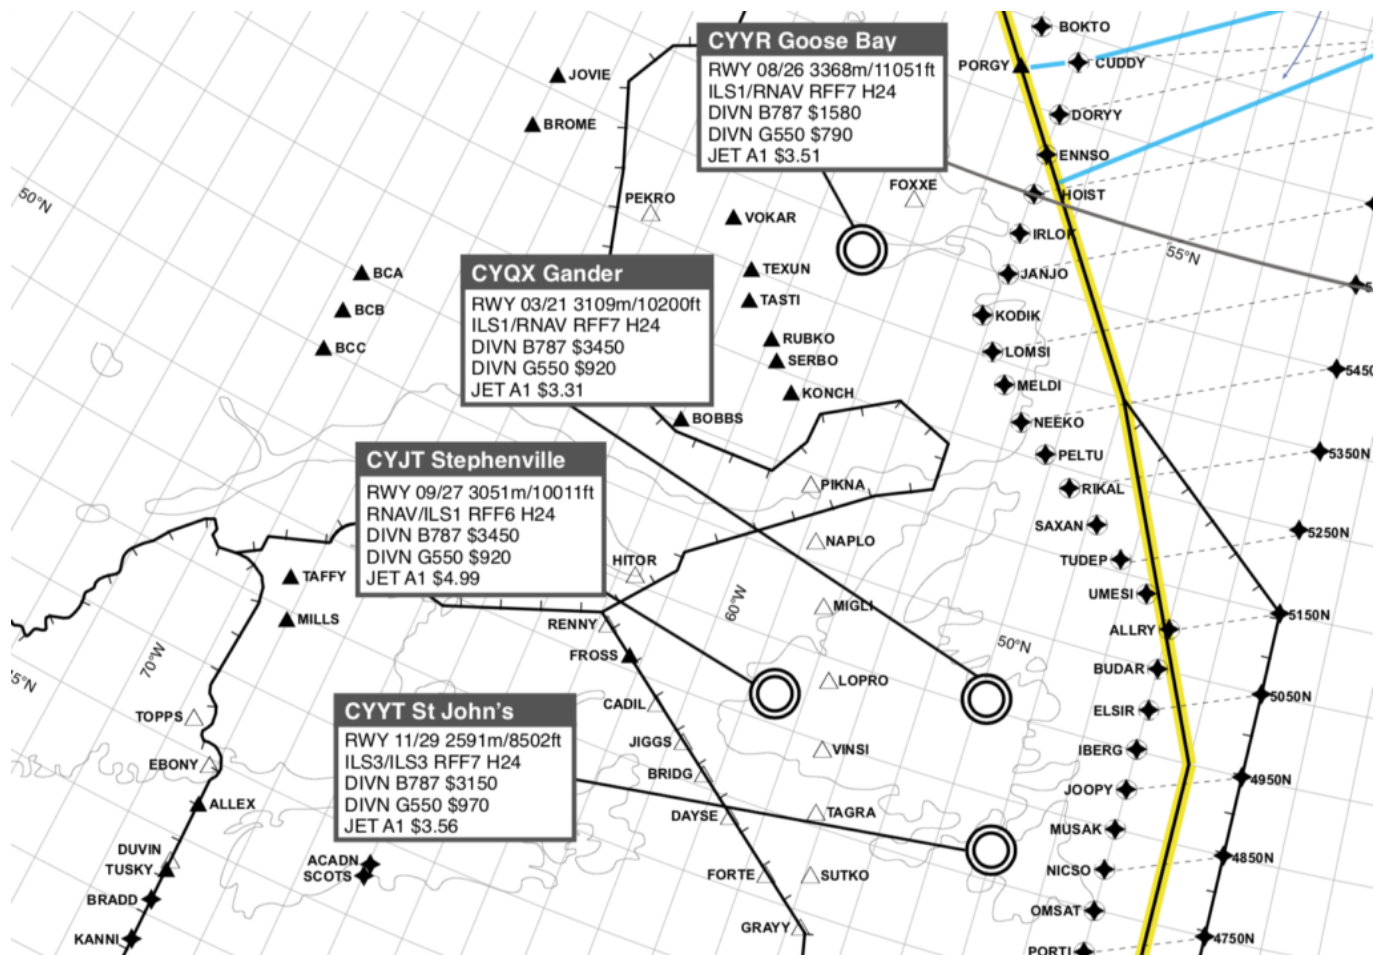 BOKTO
CYYR Goose Bay
RWY 08/26 3368m/11051ft
ILS1/RNAV RFF7 H24
DIVN B787 $1580
DIVN G550 $790
JET A1 $3.51
PORGY
CUDDY
JOVIE
DORYY
BROME
ENNSO
FOXXE
HOIST
50°N
PEKRO
VOKAR
IRLOK
55°N
CYQX Gander
RWY 03/21 3109m/10200ft
ILS1/RNAV RFF7 H24
DIVN B787 $3450
DIVN G550 $920
JET A1 $3.31
BCA
TEXUN
JANJO
5
TASTI
BCB
KODIK
RUBKO
BCC
LOMSI
SERBO
5450
MELDI
KONCH
BOBBS
NEEKO
CYJT Stephenville
RWY 09/27 3051m/10011ft
RNAV/ILS1 RFF6 H24
DIVN B787 $3450
DIVN G550 $920
JET A1 $4.99
PELTU
5350N
PIKNA
RIKAL
SAXAN
5250N
NAPLO
HITOR
TUDEP
TAFFY
UMESI
60°W
MIGLI
5150N
MILLS
RENNY
ALLRY
50°N
FROSS
70°W
BUDAR
5°N
LOPRO
5050N
CYYT St John's
RWY 11/29 2591m/8502ft
ILS3/ILS3 RFF7 H24
DIVN B787 $3150
DIVN G550 $970
JET A1 $3.56
CADIL
ELSIR
TOPPS
JIGGS
VINSI
IBERG
EBONY
BRIDG
4950N
JOOPY
ALLEX
DAYSE
TAGRA
MUSAK
DUVIN
4850N
ACADN
TUSKY
SCOTS
FORTE
SUTKO
NICSO
BRADD
OMSAT
GRAYY
KANNI
4750N
PORTI